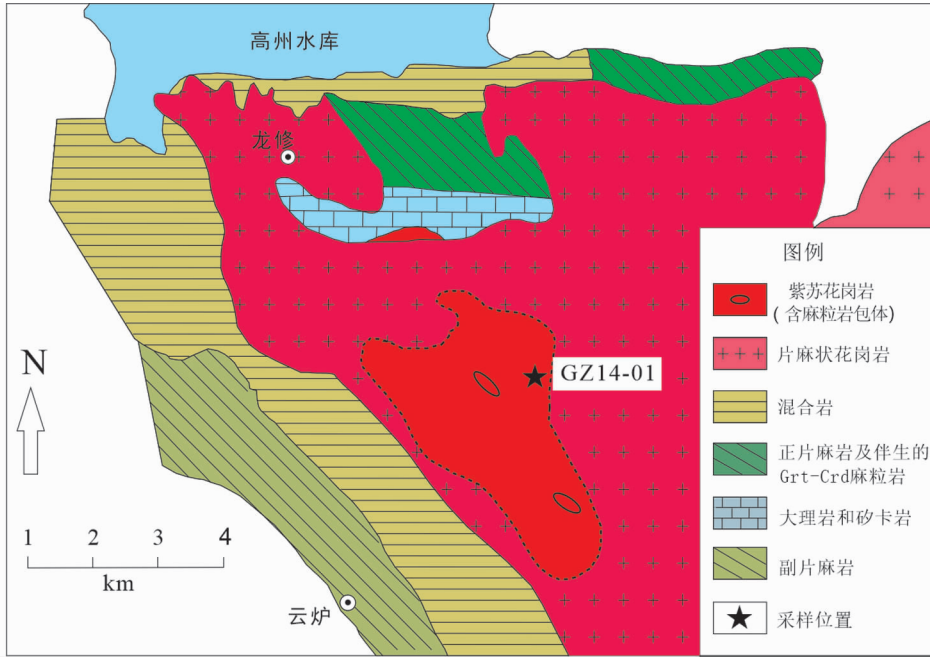 高州水库
龙修
GZ14-01
N
1 2 3 4
km
云炉
图例
紫苏花岗岩
(含麻粒岩包体)
片麻状花岗岩
混合岩
正片麻岩及伴生的
Grt-Crd麻粒岩
大理岩和矽卡岩
副片麻岩
采样位置